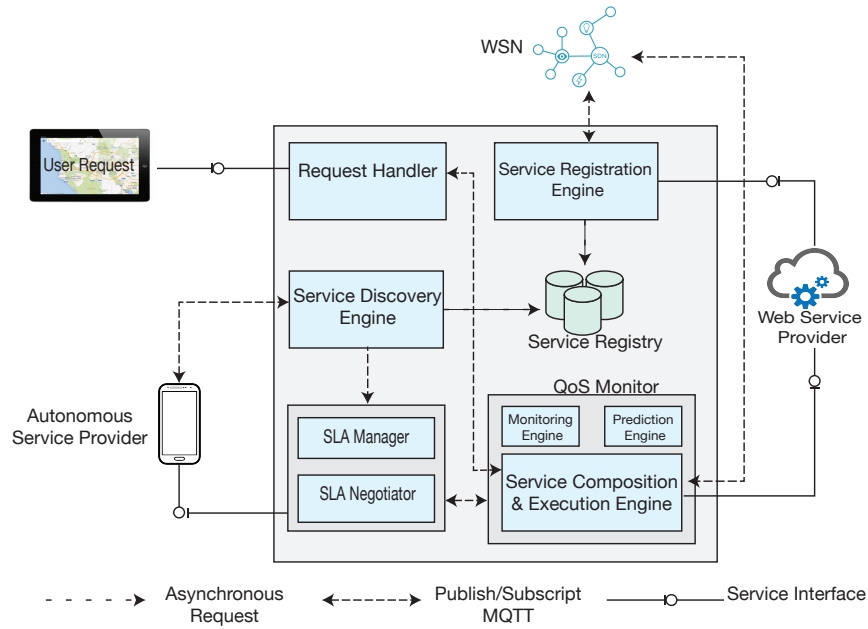 WSN
SDN
User Request
Request Handler
Service Registration
Engine
Service Discovery
Engine
Service Registry
Web Service
Provider
QoS Monitor
Autonomous
Service Provider
SLA Manager
SLA Negotiator
Monitoring
Engine
Prediction
Engine
Service Composition
& Execution Engine
Asynchronous
Request
Publish/Subscript
MQTT
Service Interface